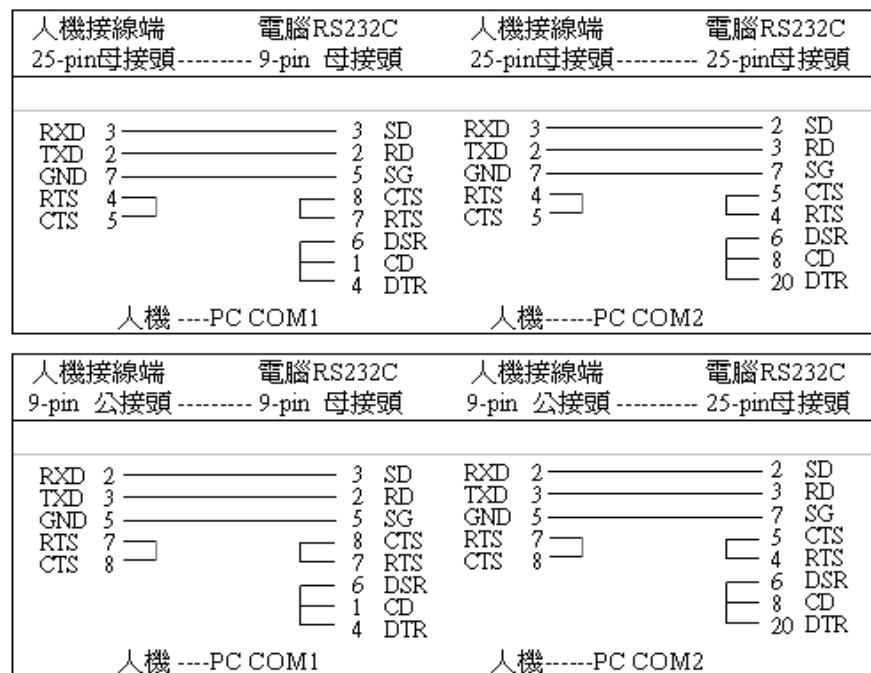 人機接線端 電腦RS232C 人機接線端 電腦RS232C
25-pin母接頭--------- 9-pin 母接頭 25-pin母接頭---------- 25-pin母接頭
RXD 3 3 SD RXD 3 2 SD
TXD 2 2 RD TXD 2 3 RD
GND 7 5 SG GND 7 7 SG
RTS 4 8 CTS RTS 4 5 CTS
CTS 5 7 RTS CTS 5 4 RTS
6 DSR 6 DSR
1 CD 8 CD
4 DTR 20 DTR
人機 ----PC COM1 人機------PC COM2
人機接線端 電腦RS232C 人機接線端 電腦RS232C
9-pin 公接頭 --------- 9-pin 母接頭 9-pin 公接頭 ---------- 25-pin母接頭
RXD 2 3 SD RXD 2 2 SD
TXD 3 2 RD TXD 3 3 RD
GND 5 5 SG GND 5 7 SG
RTS 7 8 CTS RTS 7 5 CTS
CTS 8 7 RTS CTS 8 4 RTS
6 DSR 6 DSR
1 CD 8 CD
4 DTR 20 DTR
人機 ----PC COM1 人機------PC COM2